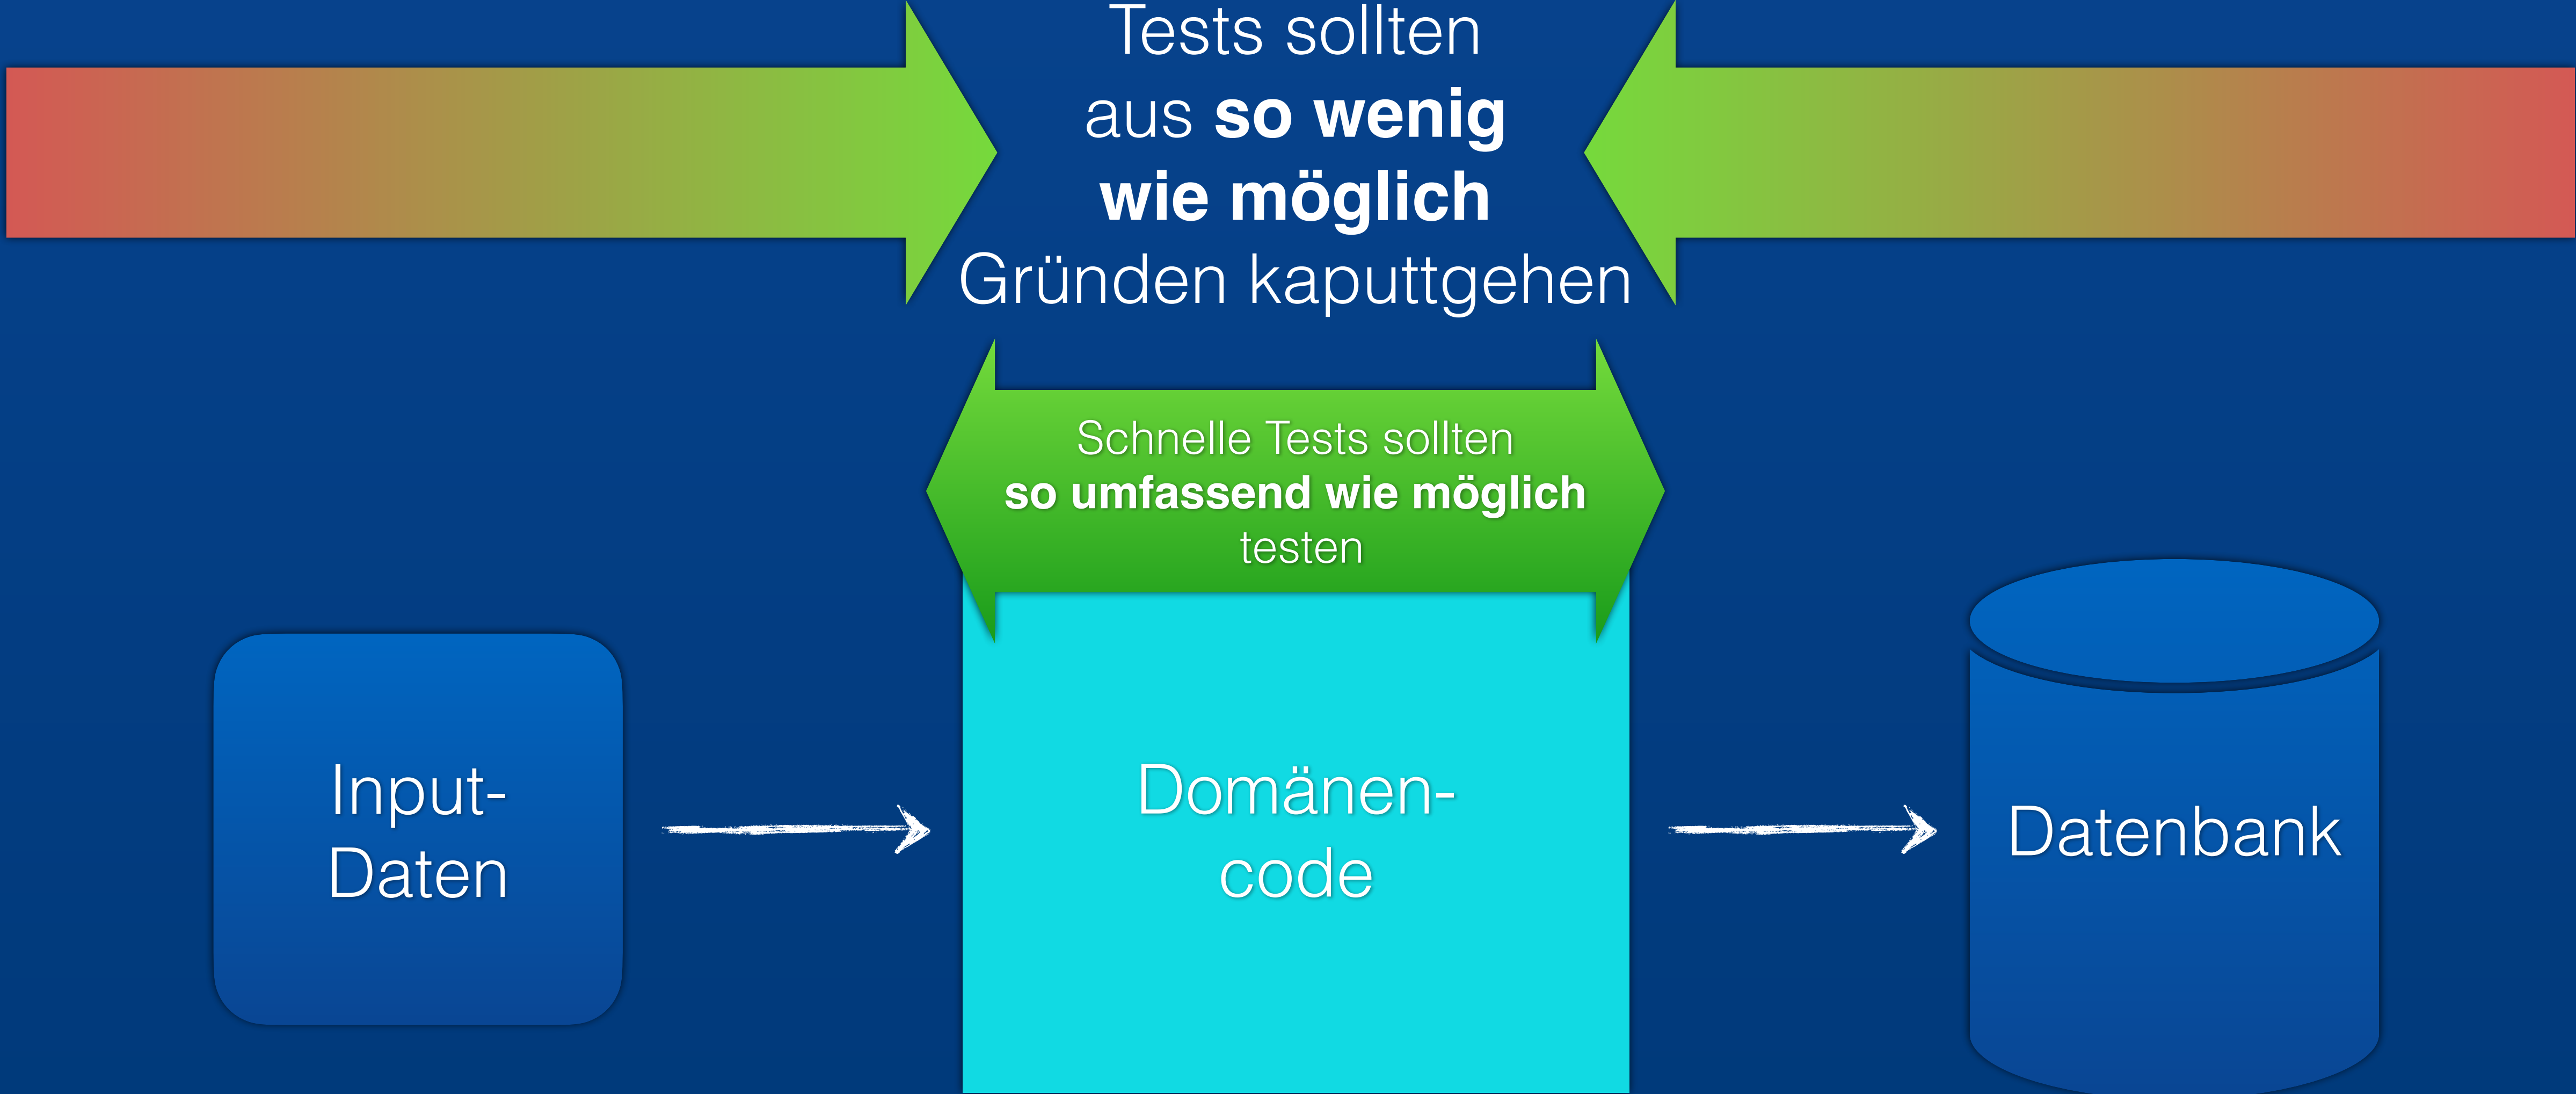 Tests sollten
aus so wenig
wie möglich
Gründen kaputtgehen
Schnelle Tests sollten
so umfassend wie möglich
testen
Input-
Daten
Domänen-
code
Datenbank